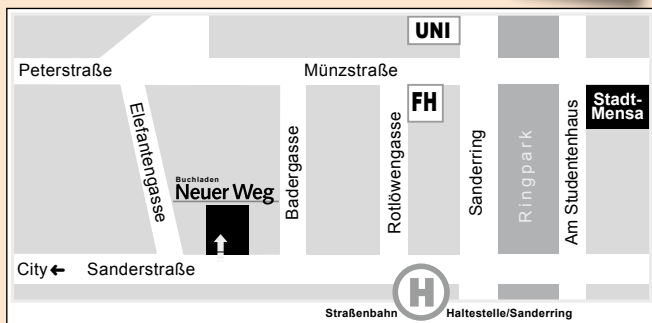 UNI
Peterstraße
Münzstraße
FH
Stadt-
Mensa
Elefantengasse
Buchladen
Neuer Weg
Badergasse
Rotlöwengasse
Sanderring
Ringpark
Am Studentenhaus
City ← Sanderstraße
H
Straßenbahn Haltestelle/Sanderring